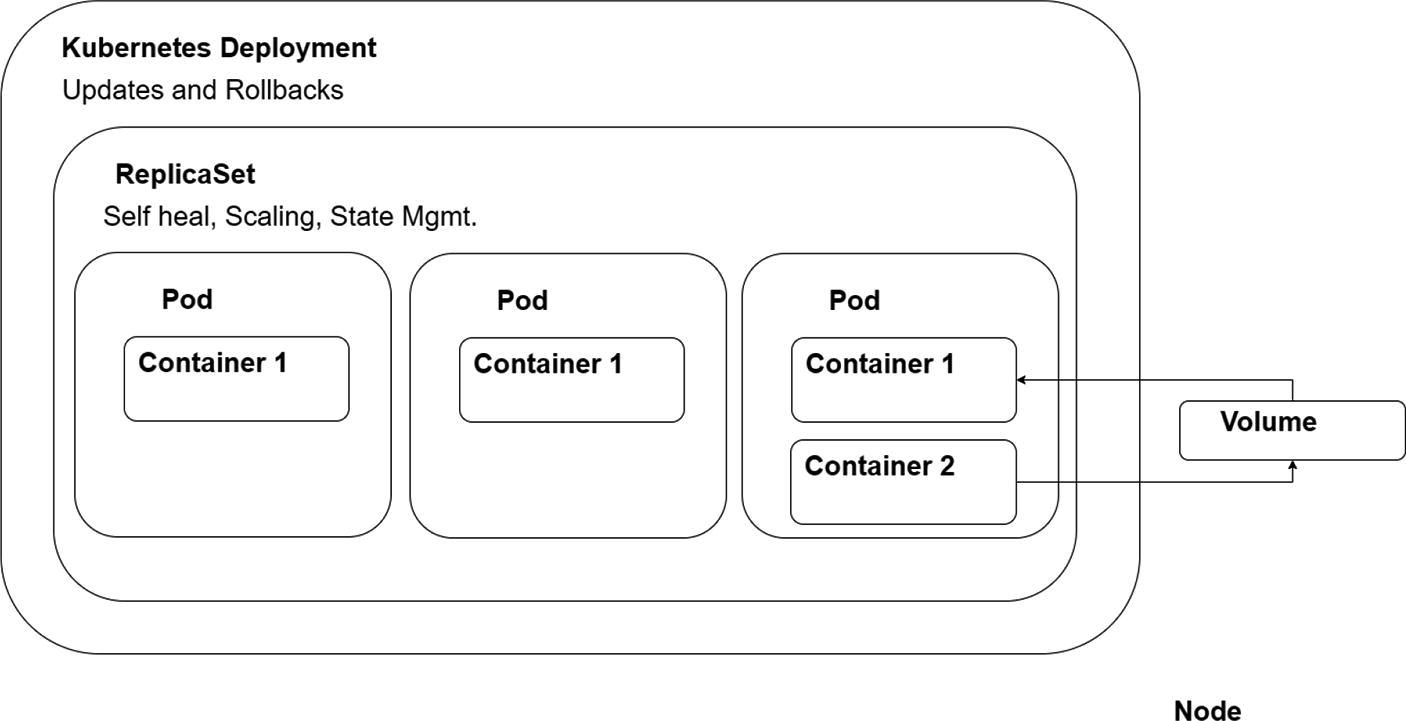 Kubernetes Deployment
Updates and Rollbacks
ReplicaSet
Self heal, Scaling, State Mgmt.
Pod
Container 1
Pod
Container 1
Pod
Container 1
Container 2
Volume
Node